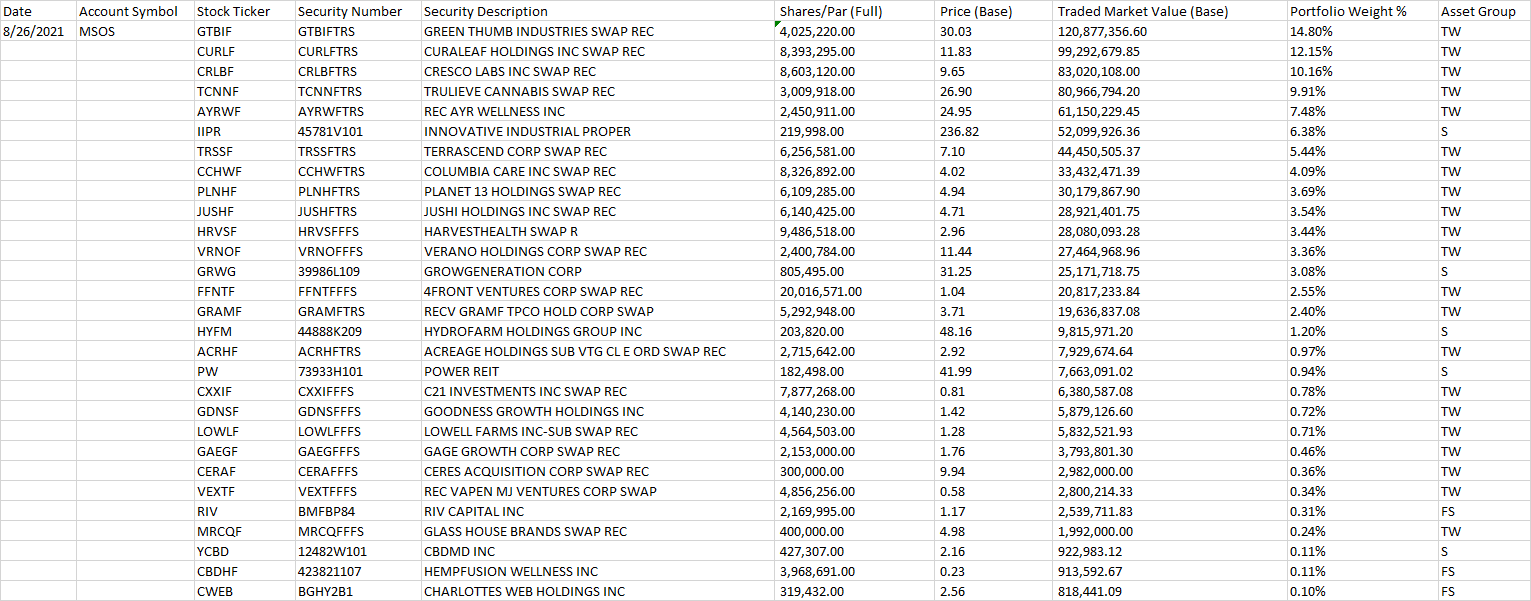 Date Account Symbol Stock Ticker Security Number Security Description Shares/Par (Full) Price (Base) Traded Market Value (Base) Portfolio Weight % Asset Group
8/26/2021 MSOS GTBIF GTBIFTRS GREEN THUMB INDUSTRIES SWAP REC 4,025,220.00 30.03 120,877,356.60 14.80% TW
CURLF CURLFTRS CURALEAF HOLDINGS INC SWAP REC 8,393,295.00 11.83 99,292,679.85 12.15% TW
CRLBF CRLBFTRS CRESCO LABS INC SWAP REC 8,603,120.00 9.65 83,020,108.00 10.16% TW
TCNNF TCNNFTRS TRULIEVE CANNABIS SWAP REC 3,009,918.00 26.90 80,966,794.20 9.91% TW
AYRWF AYRWFTRS REC AYR WELLNESS INC 2,450,911.00 24.95 61,150,229.45 7.48% TW
IIPR 45781V101 INNOVATIVE INDUSTRIAL PROPER 219,998.00 236.82 52,099,926.36 6.38% S
TRSSF TRSSFTRS TERRASCEND CORP SWAP REC 6,256,581.00 7.10 44,450,505.37 5.44% TW
CCHWF CCHWFTRS COLUMBIA CARE INC SWAP REC 8,326,892.00 4.02 33,432,471.39 4.09% TW
PLNHF PLNHFTRS PLANET 13 HOLDINGS SWAP REC 6,109,285.00 4.94 30,179,867.90 3.69% TW
JUSHF JUSHFTRS JUSHI HOLDINGS INC SWAP REC 6,140,425.00 4.71 28,921,401.75 3.54% TW
HRVSF HRVSFFFS HARVESTHEALTH SWAP R 9,486,518.00 2.96 28,080,093.28 3.44% TW
VRNOF VRNOFFFS VERANO HOLDINGS CORP SWAP REC 2,400,784.00 11.44 27,464,968.96 3.36% TW
GRWG 39986L109 GROWGENERATION CORP 805,495.00 31.25 25,171,718.75 3.08% S
FFNTF FFNTFFFS 4FRONT VENTURES CORP SWAP REC 20,016,571.00 1.04 20,817,233.84 2.55% TW
GRAMF GRAMFTRS RECV GRAMF TPCO HOLD CORP SWAP 5,292,948.00 3.71 19,636,837.08 2.40% TW
HYFM 44888K209 HYDROFARM HOLDINGS GROUP INC 203,820.00 48.16 9,815,971.20 1.20% S
ACRHF ACRHFTRS ACREAGE HOLDINGS SUB VTG CL E ORD SWAP REC 2,715,642.00 2.92 7,929,674.64 0.97% TW
PW 73933H101 POWER REIT 182,498.00 41.99 7,663,091.02 0.94% S
CXXIF CXXIFFFS C21 INVESTMENTS INC SWAP REC 7,877,268.00 0.81 6,380,587.08 0.78% TW
GDNSF GDNSFFFS GOODNESS GROWTH HOLDINGS INC 4,140,230.00 1.42 5,879,126.60 0.72% TW
LOWLF LOWLFFFS LOWELL FARMS INC-SUB SWAP REC 4,564,503.00 1.28 5,832,521.93 0.71% TW
GAEGF GAEGFFFS GAGE GROWTH CORP SWAP REC 2,153,000.00 1.76 3,793,801.30 0.46% TW
CERAF CERAFFFS CERES ACQUISITION CORP SWAP REC 300,000.00 9.94 2,982,000.00 0.36% TW
VEXTF VEXTFFFS REC VAPEN MJ VENTURES CORP SWAP 4,856,256.00 0.58 2,800,214.33 0.34% TW
RIV BMFBP84 RIV CAPITAL INC 2,169,995.00 1.17 2,539,711.83 0.31% FS
MRCQF MRCQFFFS GLASS HOUSE BRANDS SWAP REC 400,000.00 4.98 1,992,000.00 0.24% TW
YCBD 12482W101 CBDMD INC 427,307.00 2.16 922,983.12 0.11% S
CBDHF 423821107 HEMPFUSION WELLNESS INC 3,968,691.00 0.23 913,592.67 0.11% FS
CWEB BGHY2B1 CHARLOTTES WEB HOLDINGS INC 319,432.00 2.56 818,441.09 0.10% FS